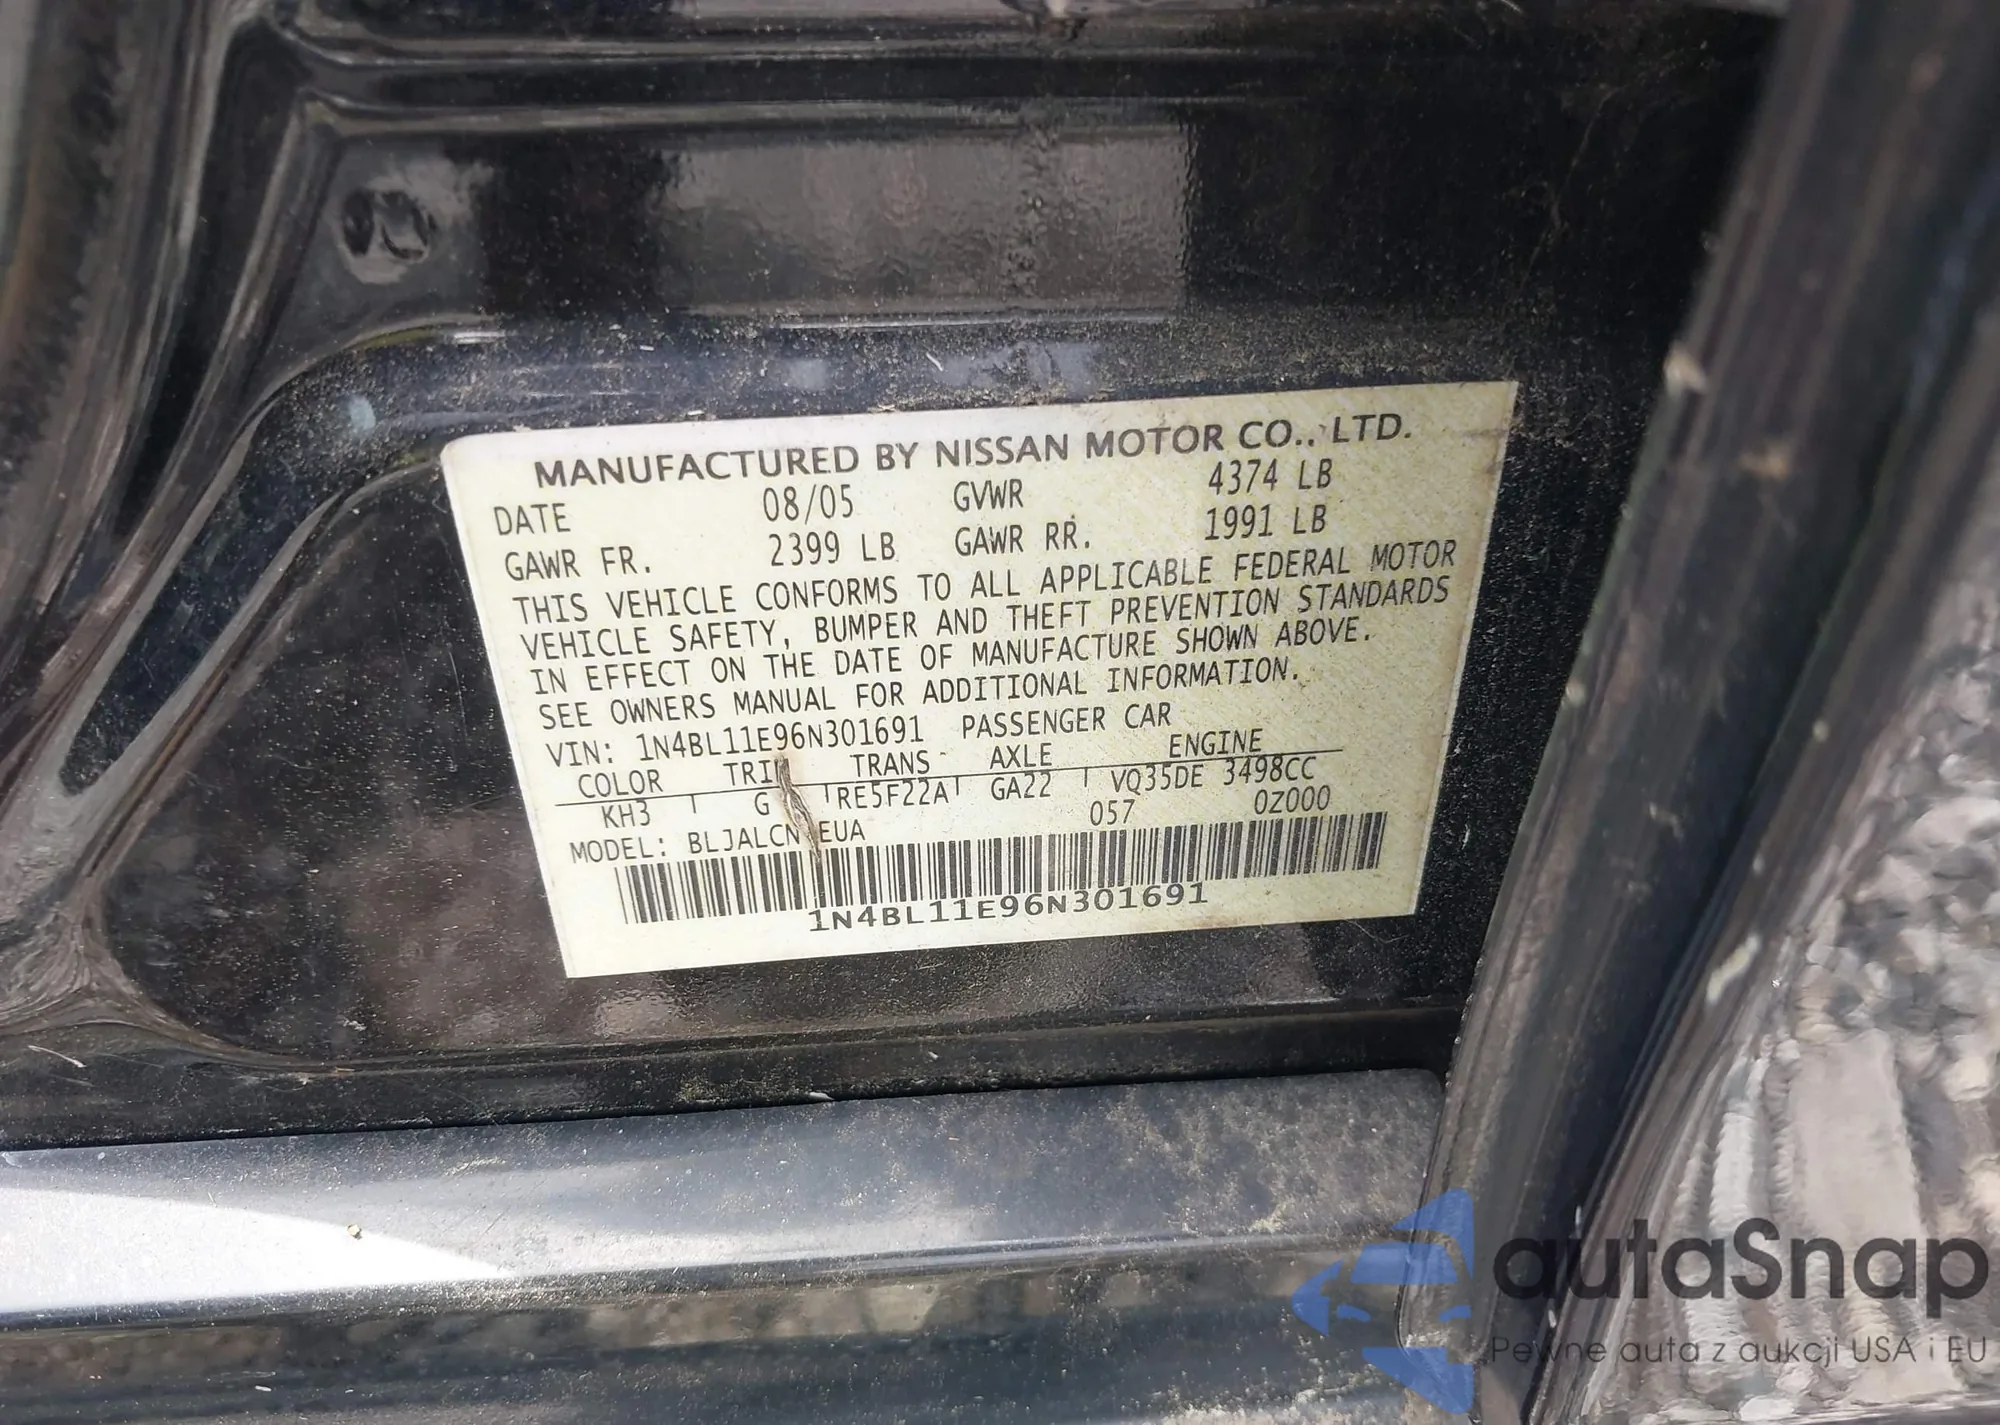 MANUFACTURED BY NISSAN MOTOR CO., LTD.
DATE 08/05 GVWR 4374 LB
GAWR FR. 2399 LB GAWR RR. 1991 LB
THIS VEHICLE CONFORMS TO ALL APPLICABLE FEDERAL MOTOR
VEHICLE SAFETY, BUMPER AND THEFT PREVENTION STANDARDS
IN EFFECT ON THE DATE OF MANUFACTURE SHOWN ABOVE.
SEE OWNERS MANUAL FOR ADDITIONAL INFORMATION.
VIN: 1N4BL11E96N301691 PASSENGER CAR
COLOR TRANS AXLE ENGINE
KH3 G RE5F22A GA22 VQ35DE 3498CC
MODEL: 057 0Z000
1N4BL11E96N301691
autaSnap
Pewne auta z aukcji USA i EU